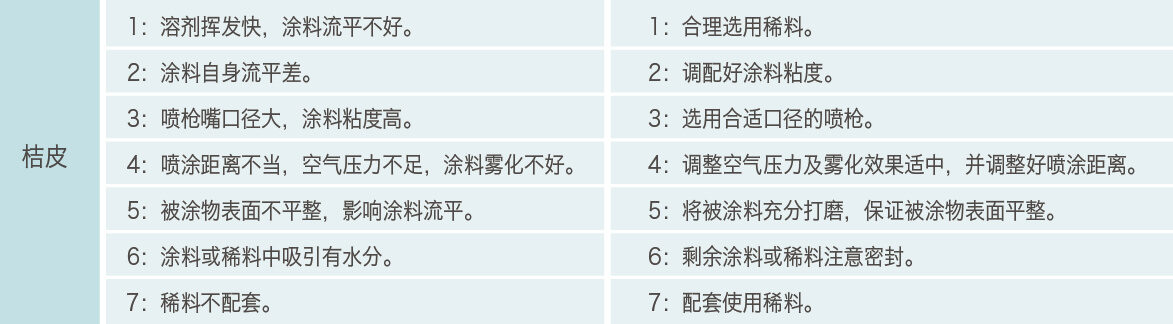 桔皮
1：溶剂挥发快，涂料流平不好。
1：合理选用稀料。
2：涂料自身流平差。
2：调配好涂料粘度。
3：喷枪嘴口径大，涂料粘度高。
3：选用合适口径的喷枪。
4：喷涂距离不当，空气压力不足，涂料雾化不好。
4：调整空气压力及雾化效果适中，并调整好喷涂距离。
5：被涂物表面不平整，影响涂料流平。
5：将被涂料充分打磨，保证被涂物表面平整。
6：涂料或稀料中吸引有水分。
6：剩余涂料或稀料注意密封。
7：稀料不配套。
7：配套使用稀料。